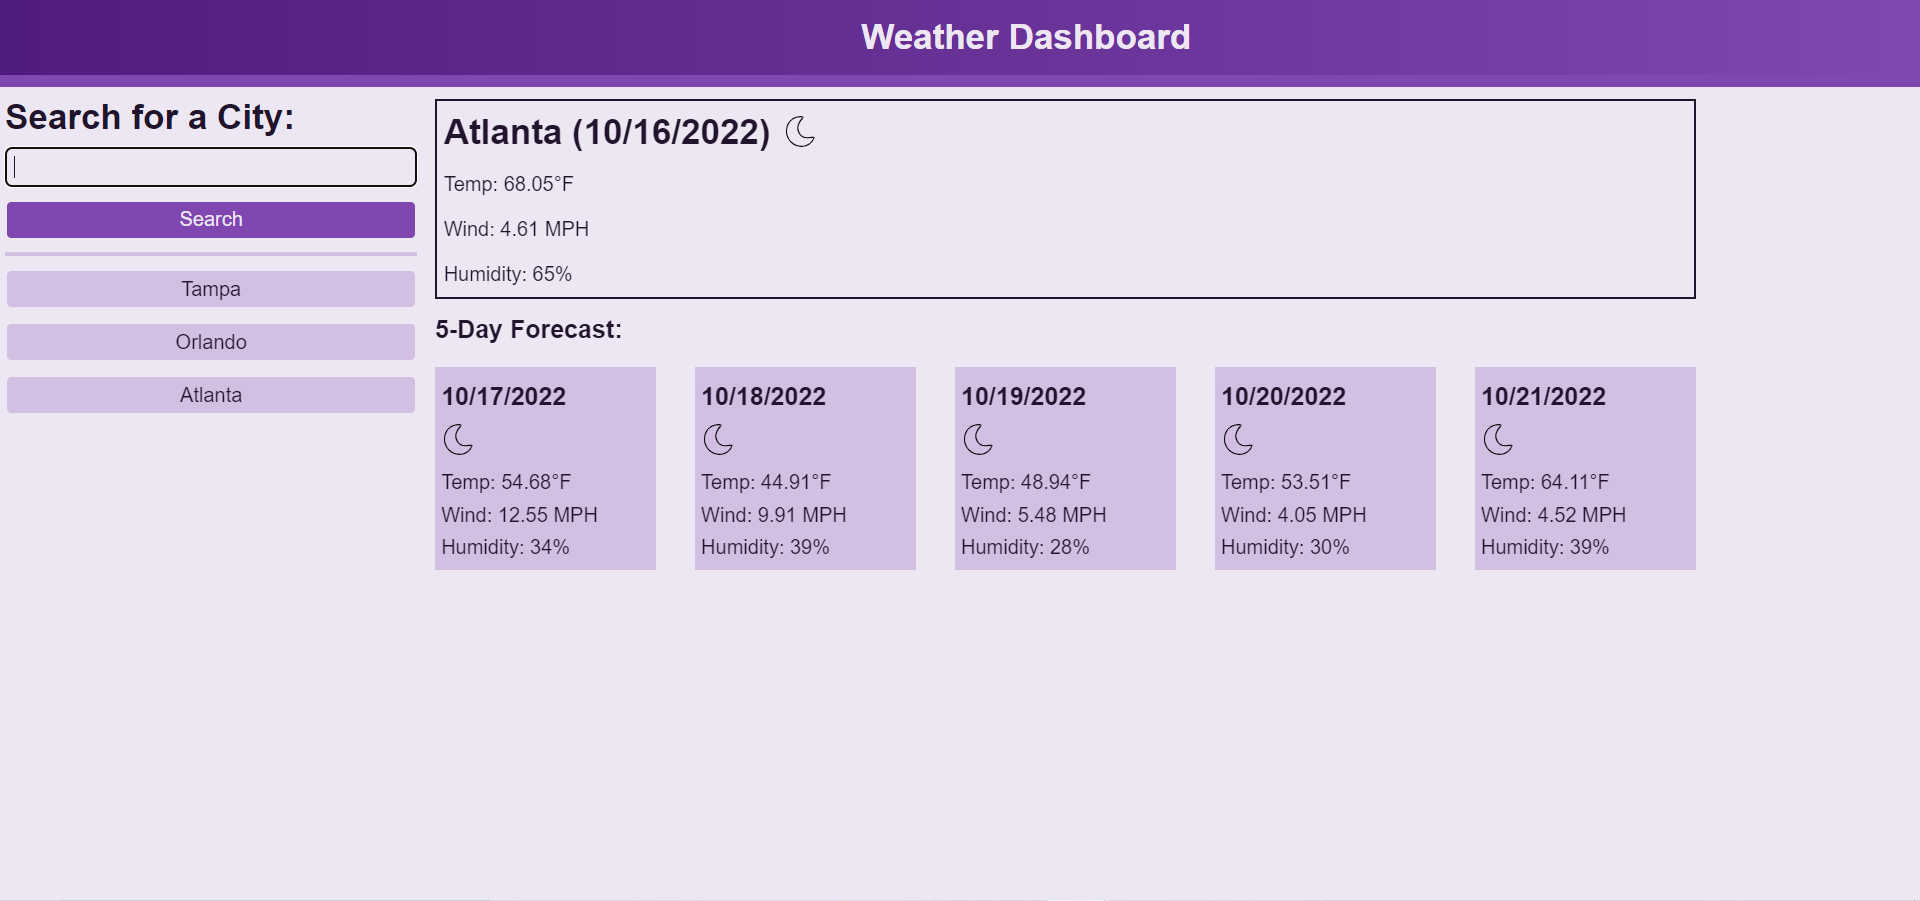 Weather Dashboard
Search for a City:
Search
Tampa
Orlando
Atlanta
Atlanta (10/16/2022)
Temp: 68.05°F
Wind: 4.61 MPH
Humidity: 65%
5-Day Forecast:
10/17/2022
Temp: 54.68°F
Wind: 12.55 MPH
Humidity: 34%
10/18/2022
Temp: 44.91°F
Wind: 9.91 MPH
Humidity: 39%
10/19/2022
Temp: 48.94°F
Wind: 5.48 MPH
Humidity: 28%
10/20/2022
Temp: 53.51°F
Wind: 4.05 MPH
Humidity: 30%
10/21/2022
Temp: 64.11°F
Wind: 4.52 MPH
Humidity: 39%